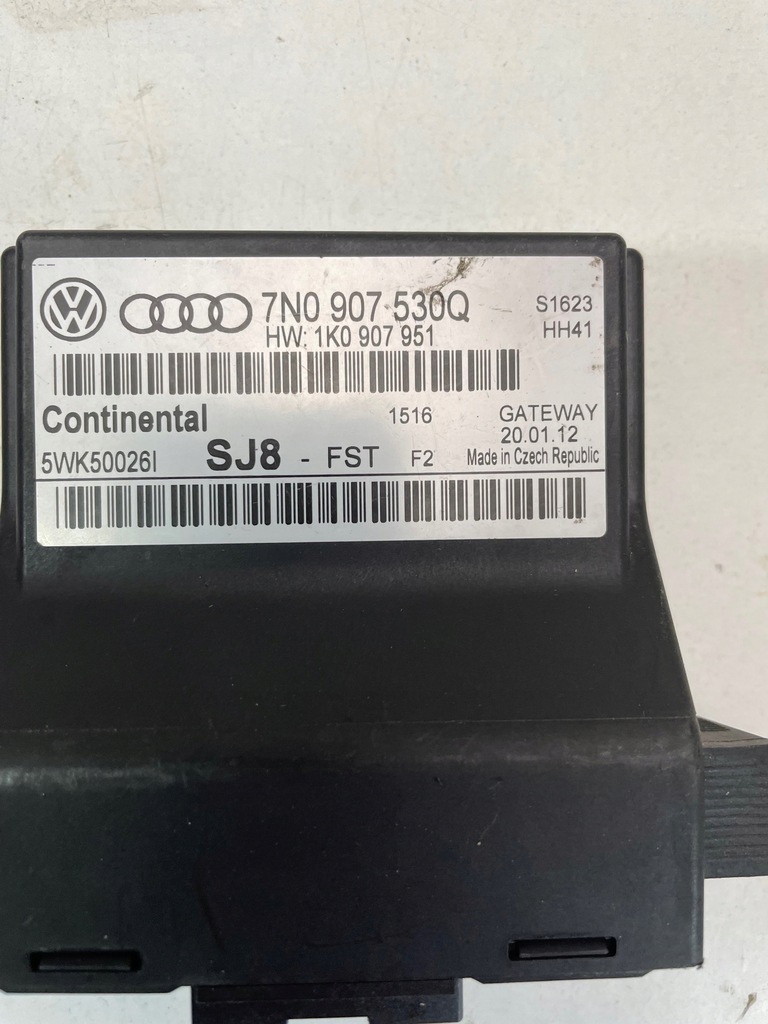 7N0 907 530Q
HW: 1K0 907 951
S1623
HH41
Continental
1516
GATEWAY
20.01.12
5WK50026I
SJ8 - FST F2
Made in Czech Republic